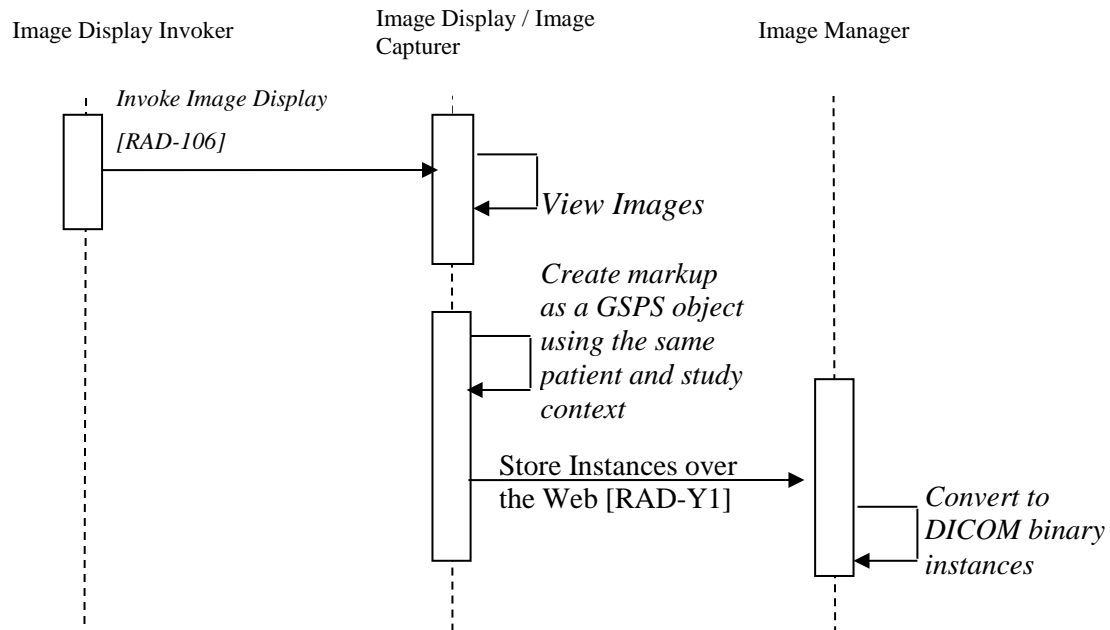 Image Display Invoker
Image Display / Image
Capturer
Image Manager
Invoke Image Display
[RAD-106]
View Images
Create markup
as a GSPS object
using the same
patient and study
context
Store Instances over
the Web [RAD-Y1]
Convert to
DICOM binary
instances